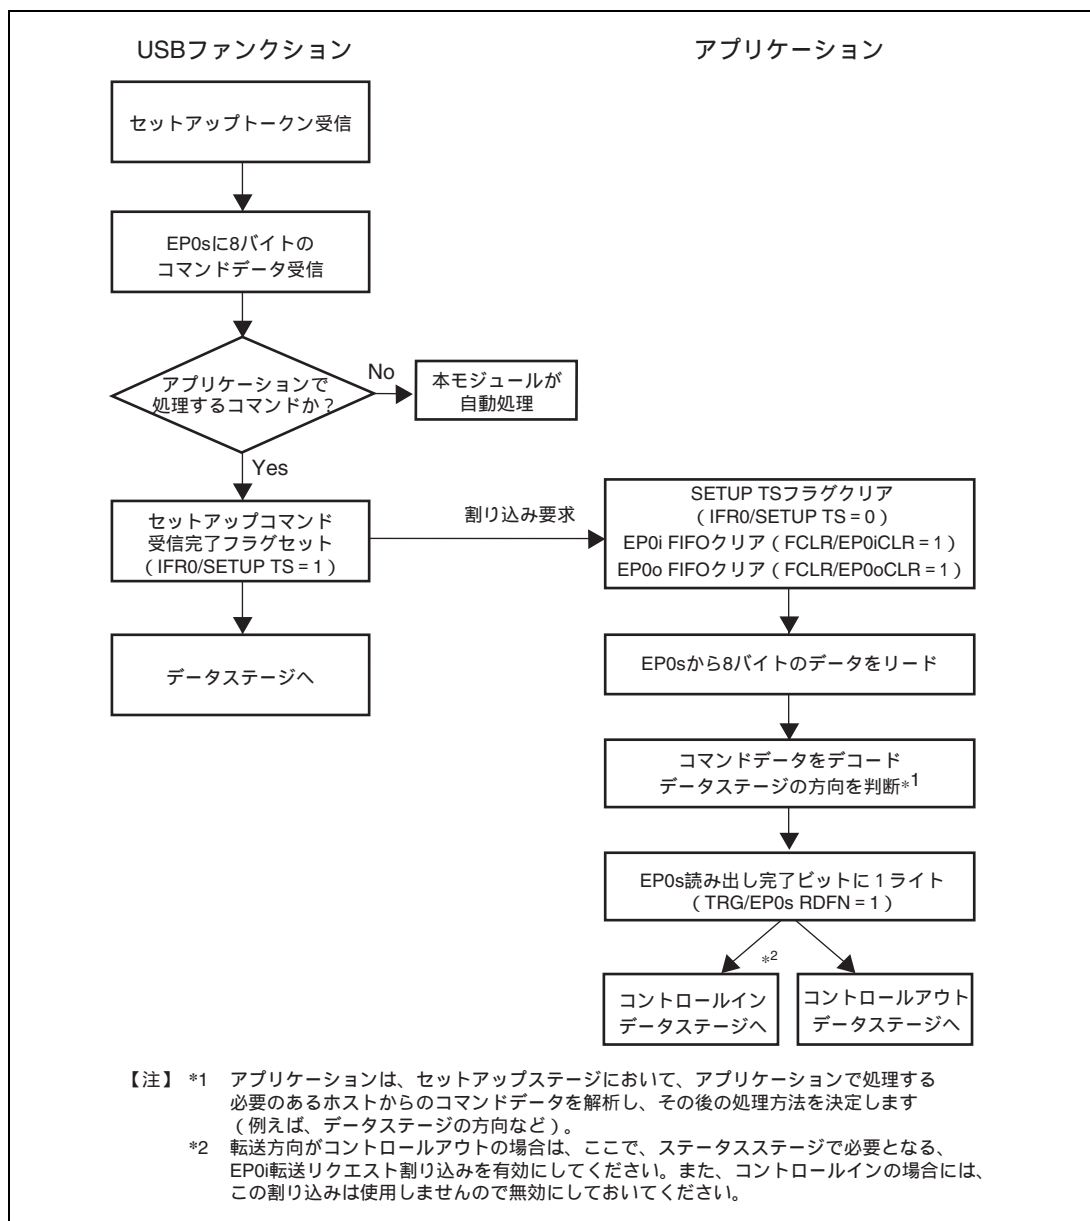 USBファンクション
アプリケーション
セットアップトークン受信
EP0sに8バイトの
コマンドデータ受信
アプリケーションで
処理するコマンドか？
No
本モジュールが
自動処理
Yes
セットアップコマンド
受信完了フラグセット
（IFR0/SETUP TS = 1）
割り込み要求
SETUP TSフラグクリア
（IFR0/SETUP TS = 0）
EP0i FIFOクリア（FCLR/EP0iCLR = 1）
EP0o FIFOクリア（FCLR/EP0oCLR = 1）
データステージへ
EP0sから8バイトのデータをリード
コマンドデータをデコード
データステージの方向を判断*1
EP0s読み出し完了ビットに１ライト
（TRG/EP0s RDFN = 1）
*2
コントロールイン
データステージへ
コントロールアウト
データステージへ
【注】 *1 アプリケーションは、セットアップステージにおいて、アプリケーションで処理する
必要のあるホストからのコマンドデータを解析し、その後の処理方法を決定します
（例えば、データステージの方向など）。
*2 転送方向がコントロールアウトの場合は、ここで、ステータスステージで必要となる、
EP0i転送リクエスト割り込みを有効にしてください。また、コントロールインの場合には、
この割り込みは使用しませんので無効にしておいてください。